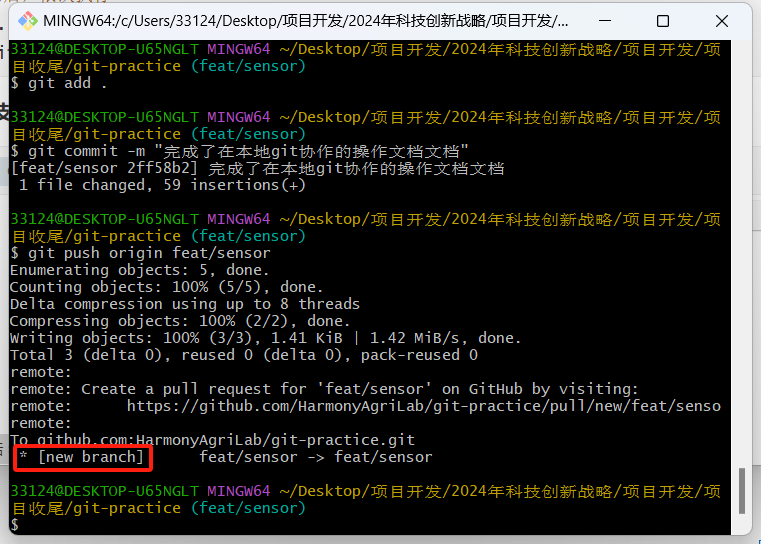 MINGW64:/c/Users/33124/Desktop/项目开发/2024年科技创新战略/项目开发/...
33124@DESKTOP-U65NGLT MINGW64 ~/Desktop/项目开发/2024年科技创新战略/项目开发/项
目收尾/git-practice (feat/sensor)
$ git add .
33124@DESKTOP-U65NGLT MINGW64 ~/Desktop/项目开发/2024年科技创新战略/项目开发/项
目收尾/git-practice (feat/sensor)
$ git commit -m "完成了在本地git协作的操作文档文档"
[feat/sensor 2ff58b2] 完成了在本地git协作的操作文档文档
1 file changed, 59 insertions(+)
33124@DESKTOP-U65NGLT MINGW64 ~/Desktop/项目开发/2024年科技创新战略/项目开发/项
目收尾/git-practice (feat/sensor)
$ git push origin feat/sensor
Enumerating objects: 5, done.
Counting objects: 100% (5/5), done.
Delta compression using up to 8 threads
Compressing objects: 100% (2/2), done.
Writing objects: 100% (3/3), 1.41 KiB | 1.42 MiB/s, done.
Total 3 (delta 0), reused 0 (delta 0), pack-reused 0
remote:
remote: Create a pull request for 'feat/sensor' on GitHub by visiting:
remote:      https://github.com/HarmonyAgriLab/git-practice/pull/new/feat/senso
remote:
To github.com:HarmonyAgriLab/git-practice.git
* [new branch]      feat/sensor -> feat/sensor
33124@DESKTOP-U65NGLT MINGW64 ~/Desktop/项目开发/2024年科技创新战略/项目开发/项
目收尾/git-practice (feat/sensor)
$